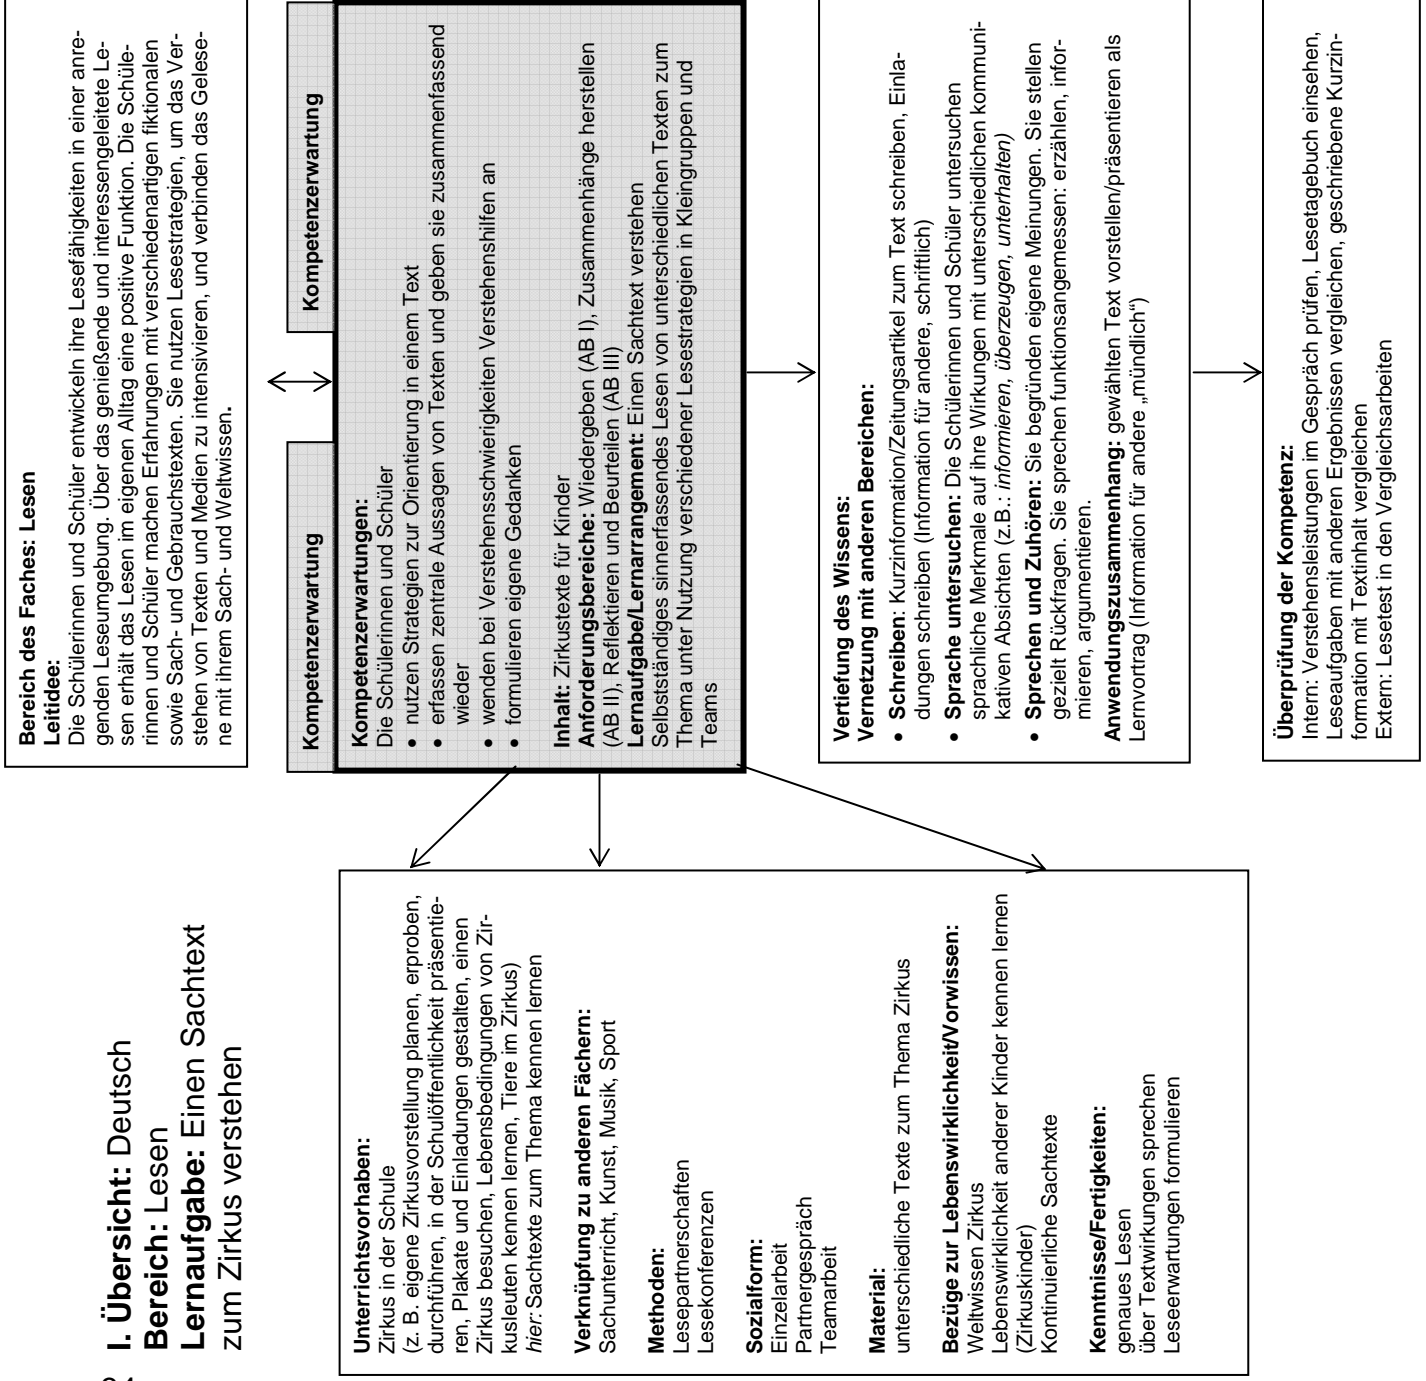 I. Übersicht: Deutsch
Bereich: Lesen
Lernaufgabe: Einen Sachtext
zum Zirkus verstehen
Bereich des Faches: Lesen
Leitidee:
Die Schülerinnen und Schüler entwickeln ihre Lesefähigkeiten in einer anre-
genden Leseumgebung. Über das genießende und interessengeleitete Le-
sen erhält das Lesen im eigenen Alltag eine positive Funktion. Die Schüle-
rinnen und Schüler machen Erfahrungen mit verschiedenartigen fiktionalen
sowie Sach- und Gebrauchstexten. Sie nutzen Lesestrategien, um das Ver-
stehen von Texten und Medien zu intensivieren, und verbinden das Gelese-
ne mit ihrem Sach- und Weltwissen.
Kompetenzerwartung
Kompetenzerwartung
Kompetenzerwartungen:
Die Schülerinnen und Schüler
• nutzen Strategien zur Orientierung in einem Text
• erfassen zentrale Aussagen von Texten und geben sie zusammenfassend
wieder
• wenden bei Verstehensschwierigkeiten Verstehenshilfen an
• formulieren eigene Gedanken
Inhalt: Zirkustexte für Kinder
Anforderungsbereiche: Wiedergeben (AB I), Zusammenhänge herstellen
(AB II), Reflektieren und Beurteilen (AB III)
Lernaufgabe/Lernarrangement: Einen Sachtext verstehen
Selbstständiges sinnerfassendes Lesen von unterschiedlichen Texten zum
Thema unter Nutzung verschiedener Lesestrategien in Kleingruppen und
Teams
Unterrichtsvorhaben:
Zirkus in der Schule
(z. B. eigene Zirkusvorstellung planen, erproben,
durchführen, in der Schulöffentlichkeit präsentie-
ren, Plakate und Einladungen gestalten, einen
Zirkus besuchen, Lebensbedingungen von Zir-
kusleuten kennen lernen, Tiere im Zirkus)
hier: Sachtexte zum Thema kennen lernen
Verknüpfung zu anderen Fächern:
Sachunterricht, Kunst, Musik, Sport
Methoden:
Lesepartnerschaften
Lesekonferenzen
Sozialform:
Einzelarbeit
Partnergespräch
Teamarbeit
Material:
unterschiedliche Texte zum Thema Zirkus
Bezüge zur Lebenswirklichkeit/Vorwissen:
Weltwissen Zirkus
Lebenswirklichkeit anderer Kinder kennen lernen
(Zirkuskinder)
Kontinuierliche Sachtexte
Kenntnisse/Fertigkeiten:
genaues Lesen
über Textwirkungen sprechen
Leseerwartungen formulieren
Vertiefung des Wissens:
Vernetzung mit anderen Bereichen:
• Schreiben: Kurzinformation/Zeitungsartikel zum Text schreiben, Einla-
dungen schreiben (Information für andere, schriftlich)
• Sprache untersuchen: Die Schülerinnen und Schüler untersuchen
sprachliche Merkmale auf ihre Wirkungen mit unterschiedlichen kommuni-
kativen Absichten (z.B.: informieren, überzeugen, unterhalten)
• Sprechen und Zuhören: Sie begründen eigene Meinungen. Sie stellen
gezielt Rückfragen. Sie sprechen funktionsangemessen: erzählen, infor-
mieren, argumentieren.
Anwendungszusammenhang: gewählten Text vorstellen/präsentieren als
Lernvortrag (Information für andere „mündlich“)
Überprüfung der Kompetenz:
Intern: Verstehensleistungen im Gespräch prüfen, Lesetagebuch einsehen,
Leseaufgaben mit anderen Ergebnissen vergleichen, geschriebene Kurzin-
formation mit Textinhalt vergleichen
Extern: Lesetest in den Vergleichsarbeiten